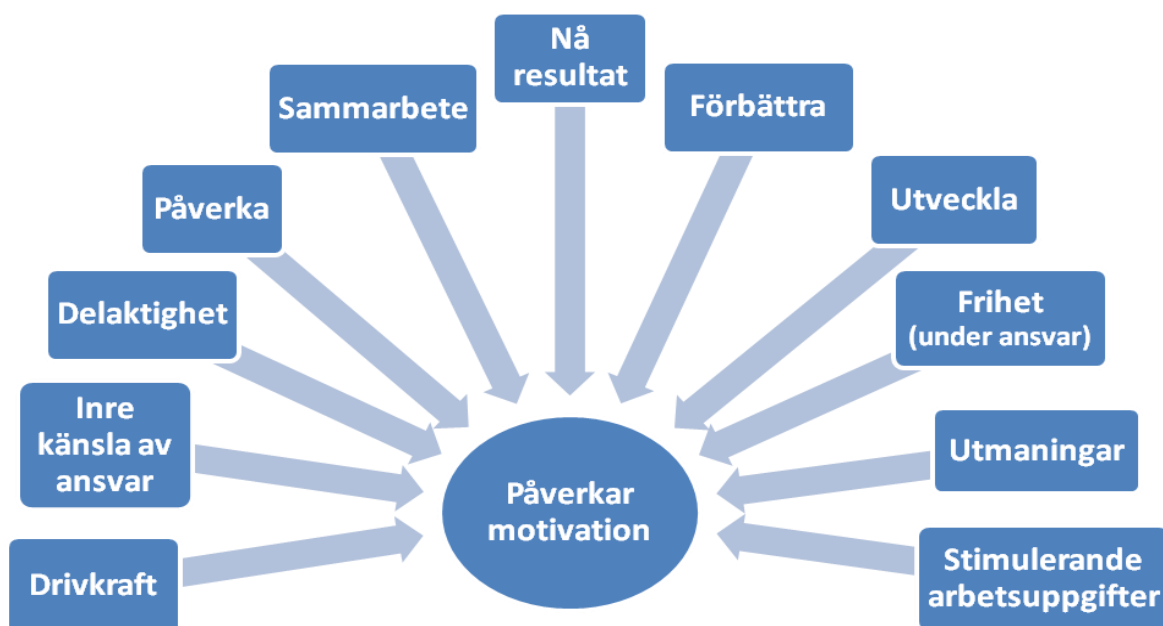 Nå
resultat
Sammarbete
Förbättra
Påverka
Utveckla
Delaktighet
Frihet
(under ansvar)
Inre
känsla av
ansvar
Utmaningar
Påverkar
motivation
Drivkraft
Stimulerande
arbetsuppgifter